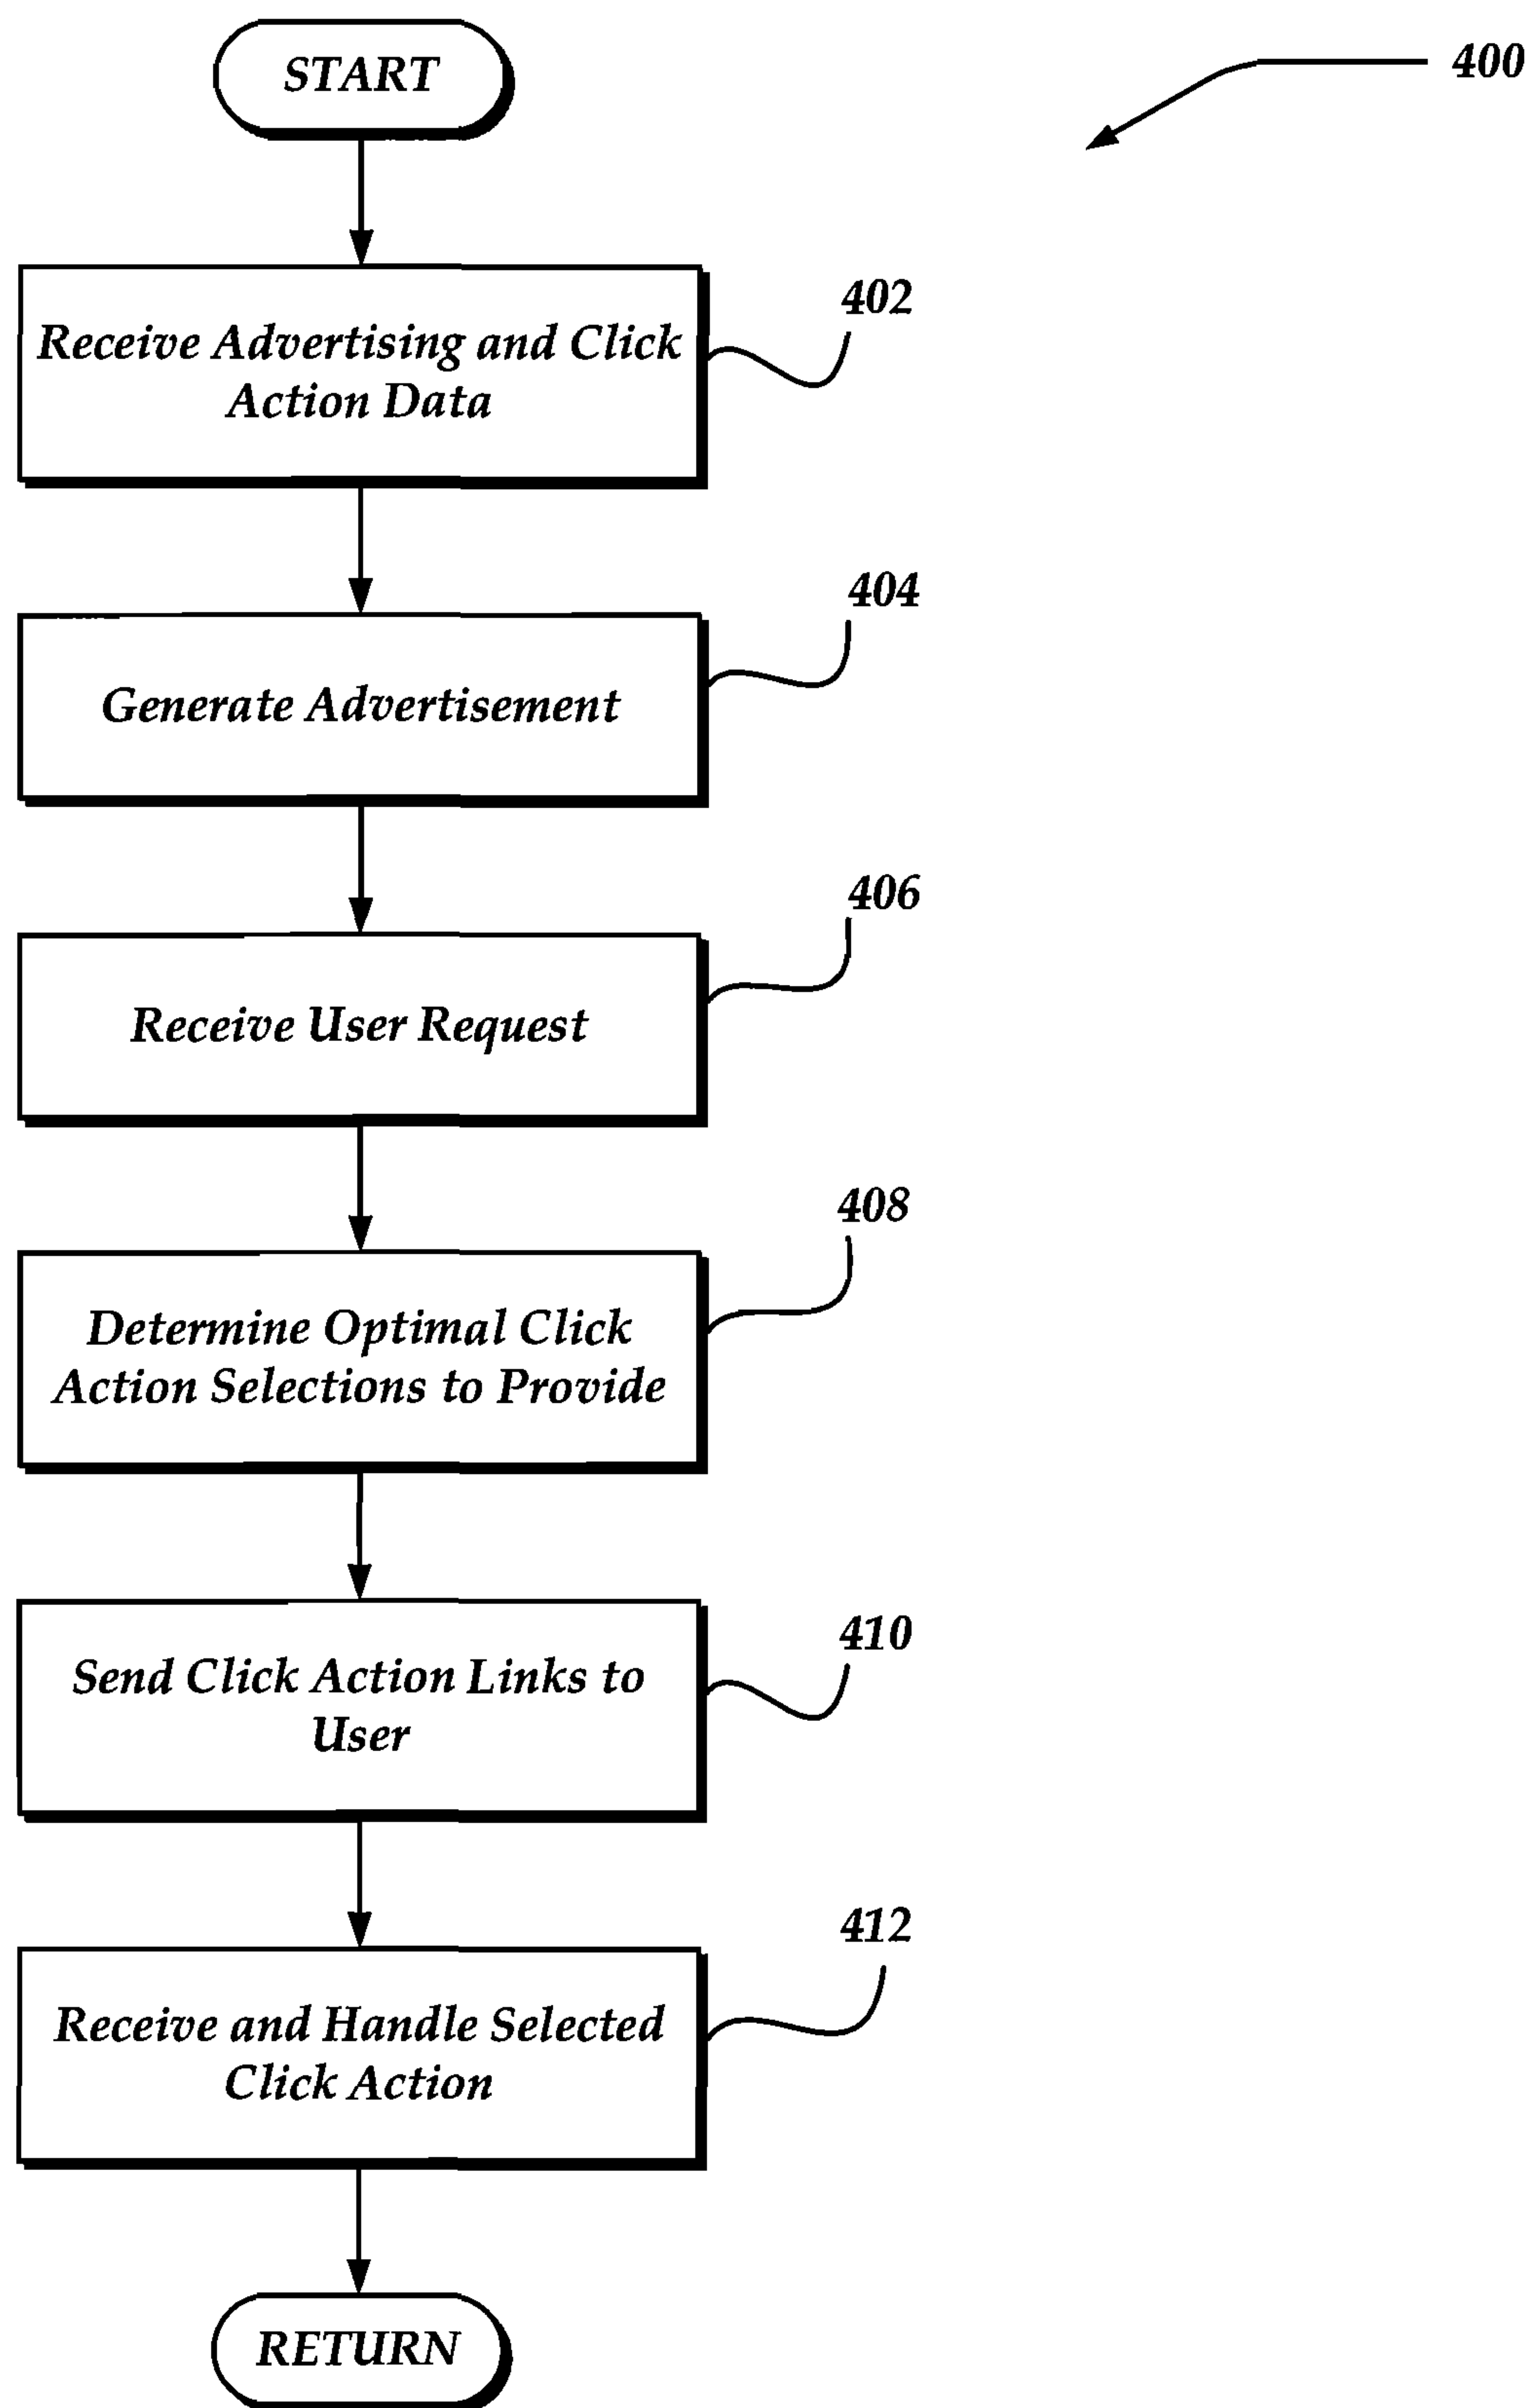 START
400
402
Receive Advertising and Click
Action Data
404
Generate Advertisement
406
Receive User Request
408
Determine Optimal Click
Action Selections to Provide
410
Send Click Action Links to
User
412
Receive and Handle Selected
Click Action
RETURN